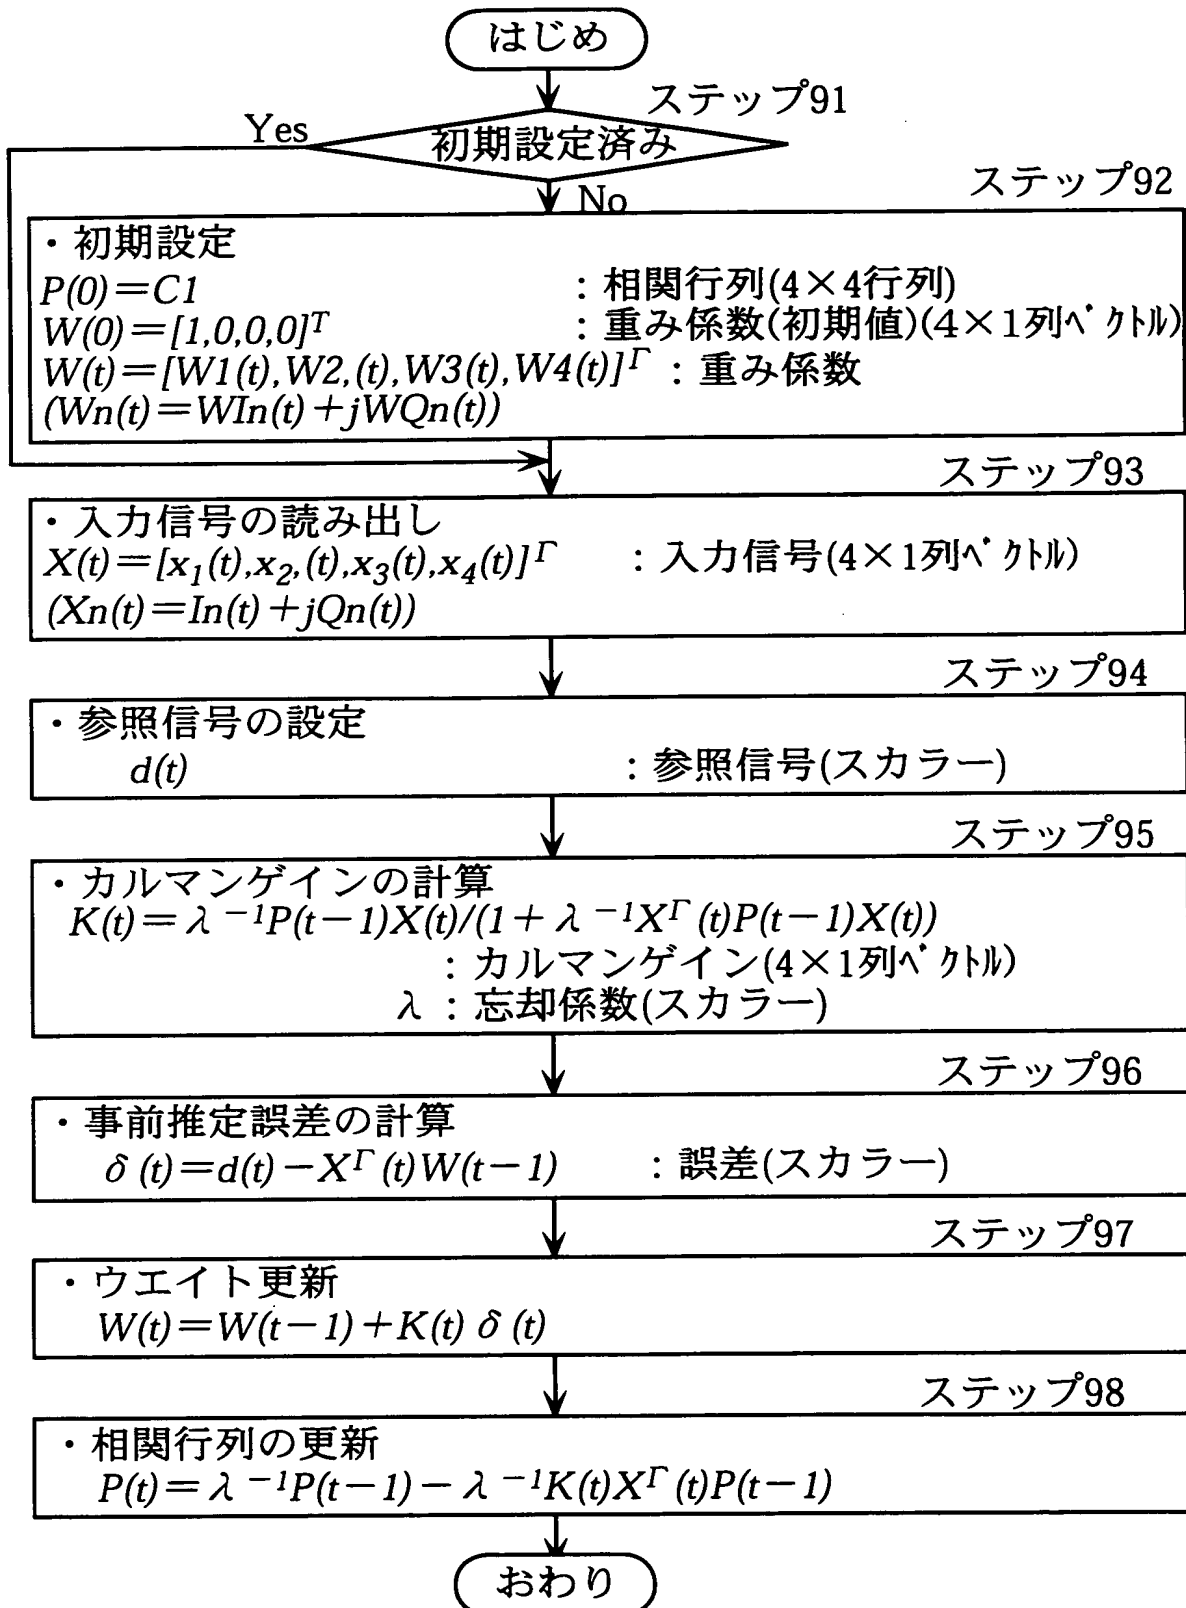 はじめ
ステップ91
Yes
初期設定済み
No
ステップ92
・初期設定
P(0)=C1 :相関行列(4×4行列)
W(0)=[1,0,0,0]^T :重み係数(初期値)(4×1列ベクトル)
W(t)=[W1(t),W2,(t),W3(t),W4(t)]^Γ :重み係数
(Wn(t)=WIn(t)+jWQn(t))
ステップ93
・入力信号の読み出し
X(t)=[x_1(t),x_2,(t),x_3(t),x_4(t)]^Γ :入力信号(4×1列ベクトル)
(Xn(t)=In(t)+jQn(t))
ステップ94
・参照信号の設定
d(t) :参照信号(スカラー)
ステップ95
・カルマンゲインの計算
K(t)=λ^−1P(t−1)X(t)/(1+λ^−1X^Γ(t)P(t−1)X(t))
:カルマンゲイン(4×1列ベクトル)
λ:忘却係数(スカラー)
ステップ96
・事前推定誤差の計算
δ(t)=d(t)−X^Γ(t)W(t−1) :誤差(スカラー)
ステップ97
・ウエイト更新
W(t)=W(t−1)+K(t)δ(t)
ステップ98
・相関行列の更新
P(t)=λ^−1P(t−1)−λ^−1K(t)X^Γ(t)P(t−1)
おわり